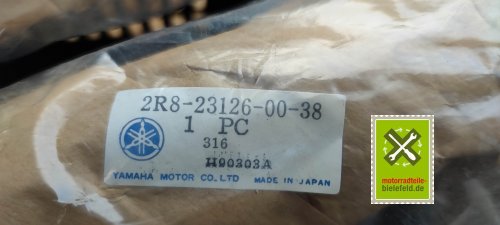 2R8-23126-00-38
1 PC
316
H90303A
YAMAHA MOTOR CO.,LTD MADE IN JAPAN
motorradteile-
bielefeld.de